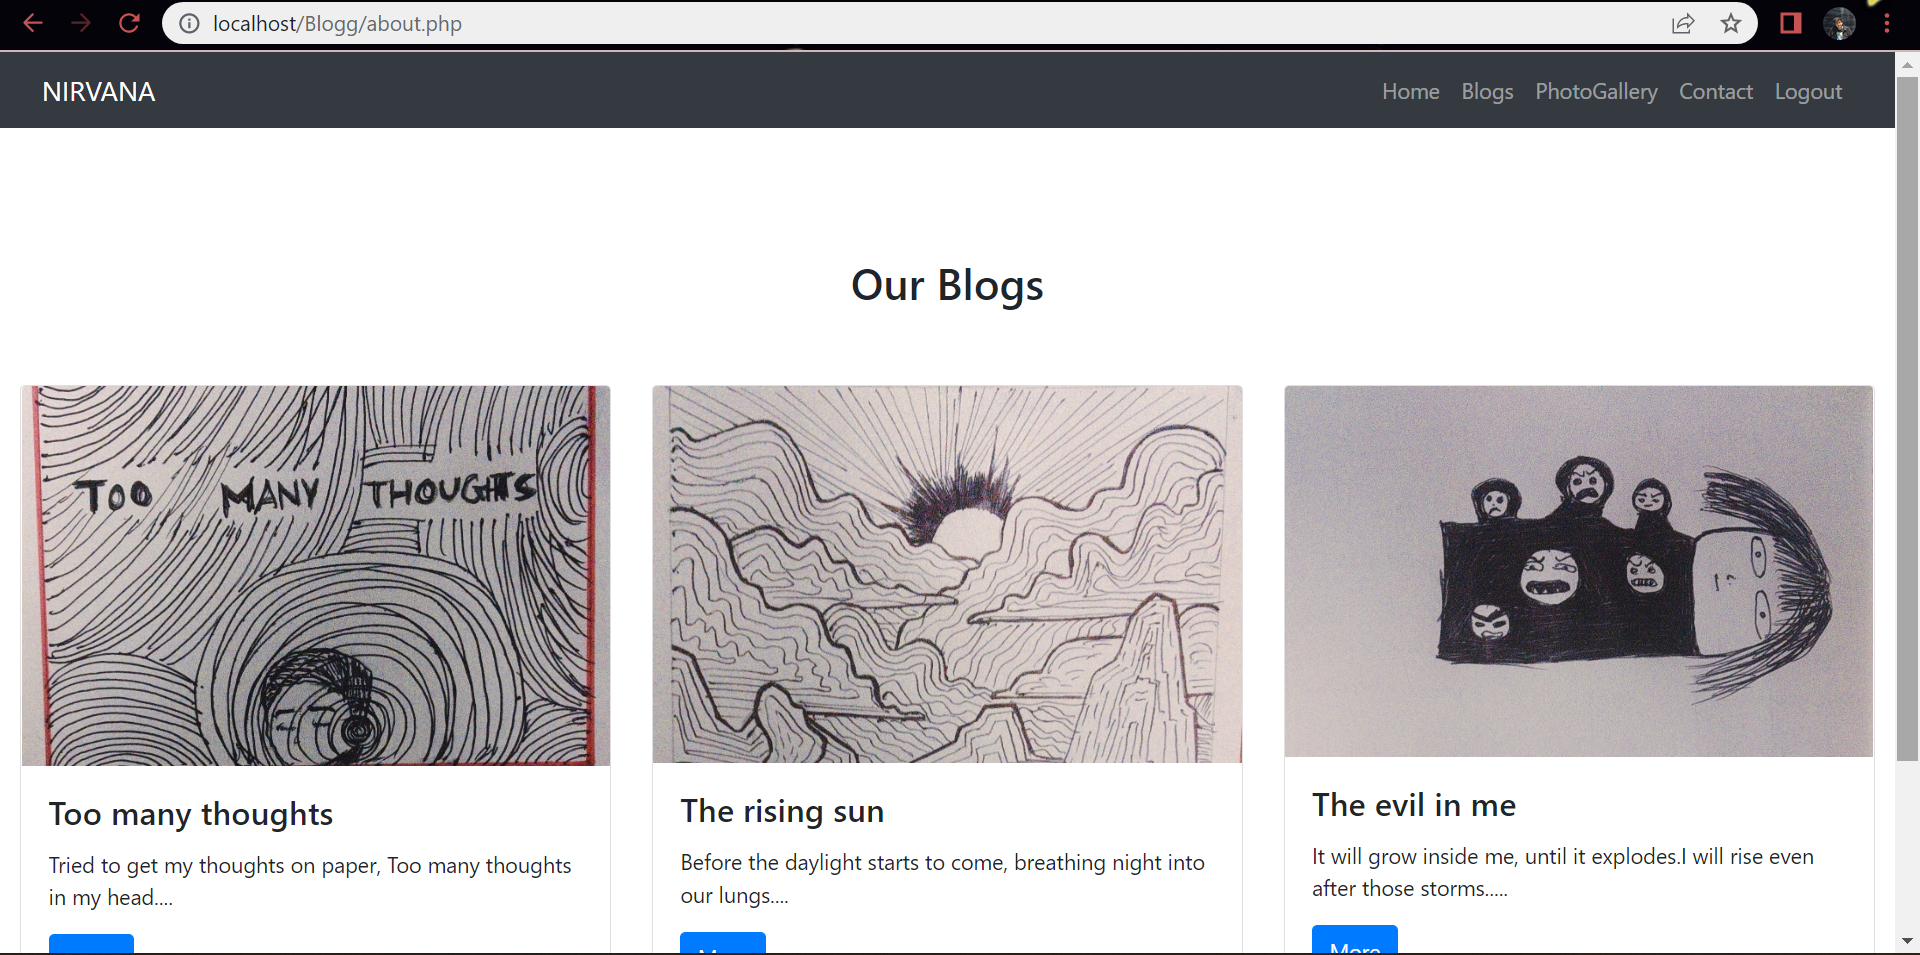 localhost/Blogg/about.php
NIRVANA
Home Blogs PhotoGallery Contact Logout
Our Blogs
TOO MANY THOUGHTS
Too many thoughts
Tried to get my thoughts on paper, Too many thoughts
in my head....
The rising sun
Before the daylight starts to come, breathing night into
our lungs....
The evil in me
It will grow inside me, until it explodes.I will rise even
after those storms.....
More